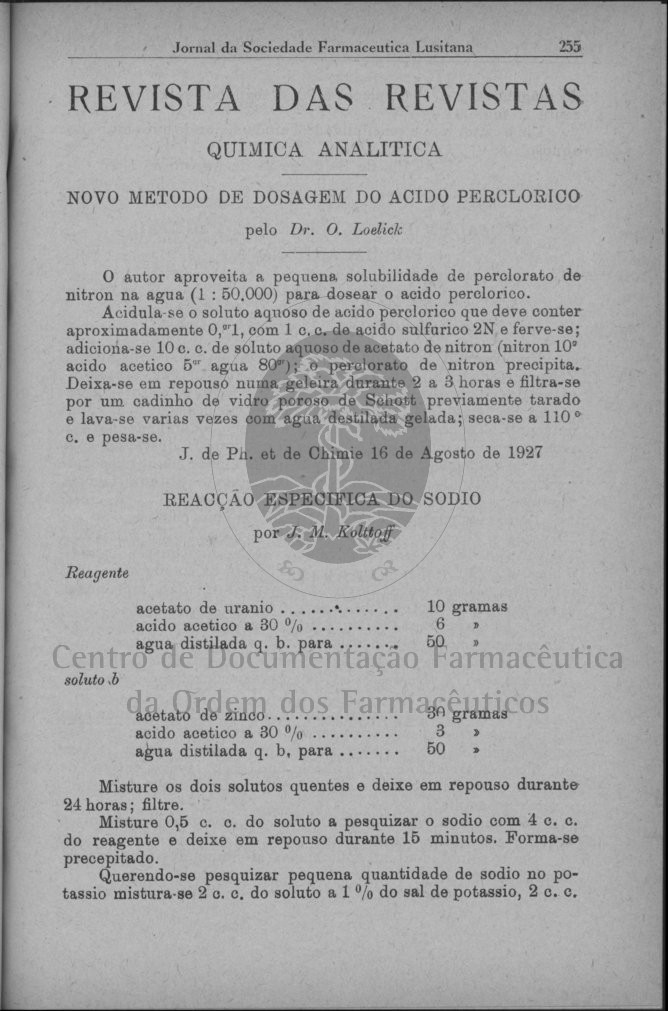 Jornal da Sociedade Farmaceutica Lusitana 255
REVISTA DAS REVISTAS
QUIMICA ANALITICA
NOVO METODO DE DOSAGEM DO ACIDO PERCLORICO
pelo Dr. O. Loelick
O autor aproveita a pequena solubilidade de perclorato de
nitron na agua (1 : 50.000) para dosear o acido perclorico.
Acidula-se o soluto aquoso de acido perclorico que deve conter
aproximadamente 0,gr1, com 1 c. c. de acido sulfurico 2N e ferve-se;
adiciona-se 10 c. c. de soluto aquoso de acetato de nitron (nitron 10g
acido acetico 5gr agua 80gr); o perclorato de nitron precipita.
Deixa-se em repouso numa geleira durante 2 a 3 horas e filtra-se
por um cadinho de vidro poroso de Schott previamente tarado
e lava-se varias vezes com agua destilada gelada; seca-se a 110º
c. e pesa-se.
J. de Ph. et de Chimie 16 de Agosto de 1927
REACÇÃO ESPECIFICA DO SODIO
por J. M. Kolttoff
Reagente
acetato de uranio ............. 10 gramas
acido acetico a 30 % .......... 6 »
agua distilada q. b. para ....... 50 »
Centro de Documentação Farmacêutica
soluto b
da Ordem dos Farmacêuticos
acetato de zinco............... 30 gramas
acido acetico a 30 % .......... 3 »
agua distilada q. b, para ....... 50 »
Misture os dois solutos quentes e deixe em repouso durante
24 horas; filtre.
Misture 0,5 c. c. do soluto a pesquizar o sodio com 4 c. c.
do reagente e deixe em repouso durante 15 minutos. Forma-se
precepitado.
Querendo-se pesquizar pequena quantidade de sodio no po-
tassio mistura-se 2 c. c. do soluto a 1 % do sal de potassio, 2 c. c.